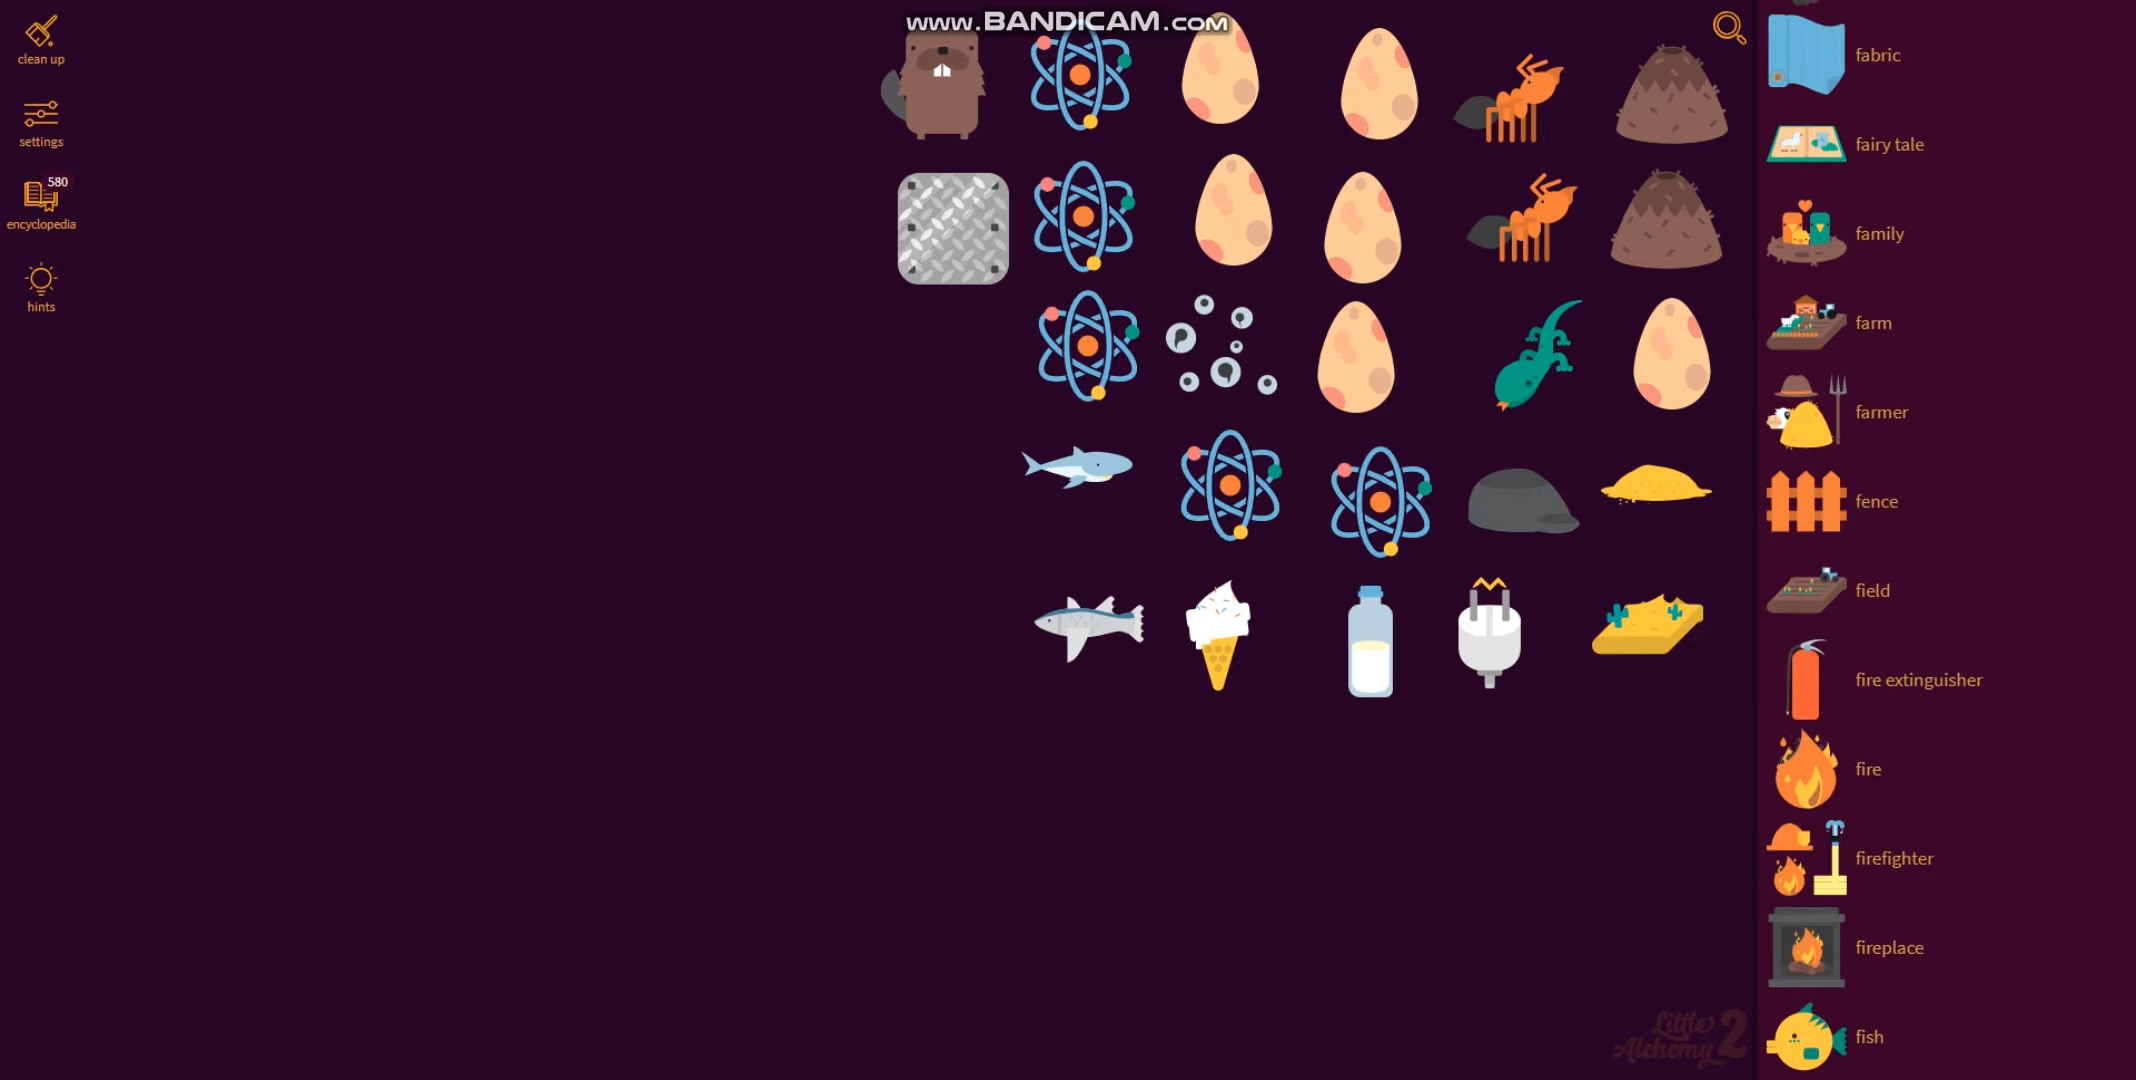 www.BANDICAM.com
clean up
settings
580
encyclopedia
hints
fabric
fairy tale
family
farm
farmer
fence
field
fire extinguisher
fire
firefighter
fireplace
fish
Little
Alchemy 2